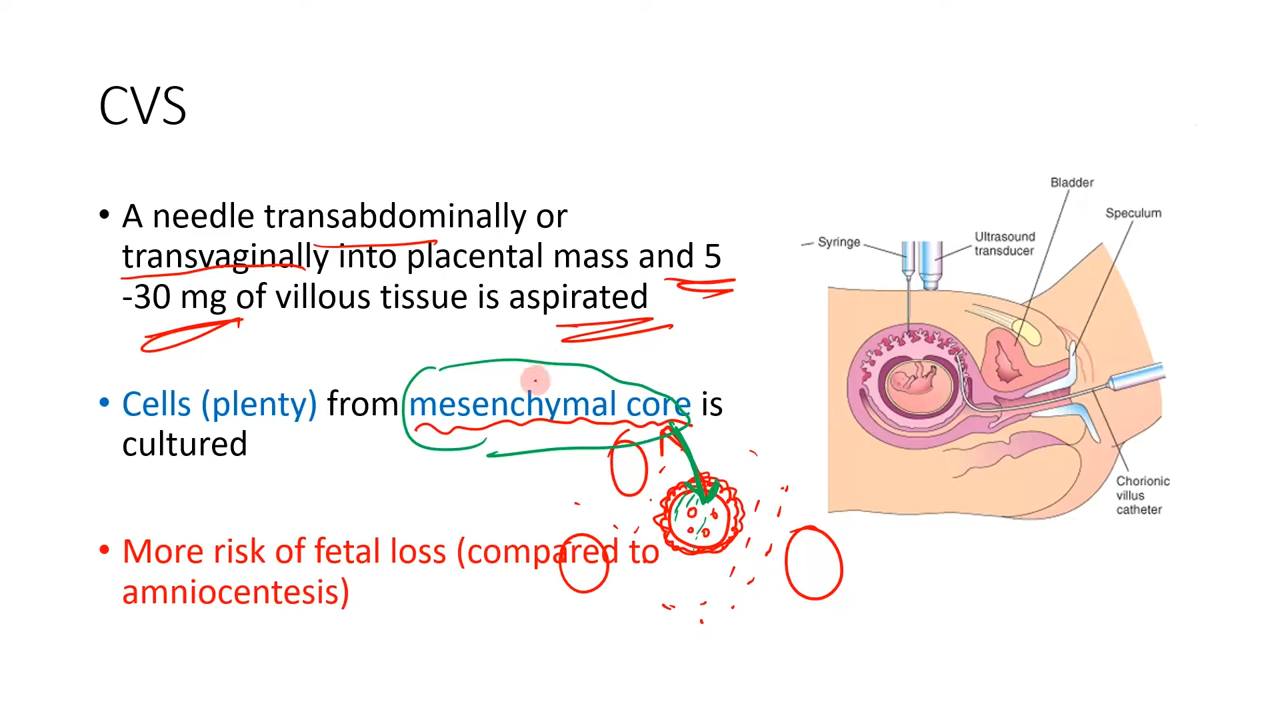 CVS
• A needle transabdominally or
transvaginally into placental mass and 5
-30 mg of villous tissue is aspirated
• Cells (plenty) from mesenchymal core is
cultured
• More risk of fetal loss (compared to
amniocentesis)
Bladder
Speculum
Syringe
Ultrasound
transducer
Chorionic
villus
catheter